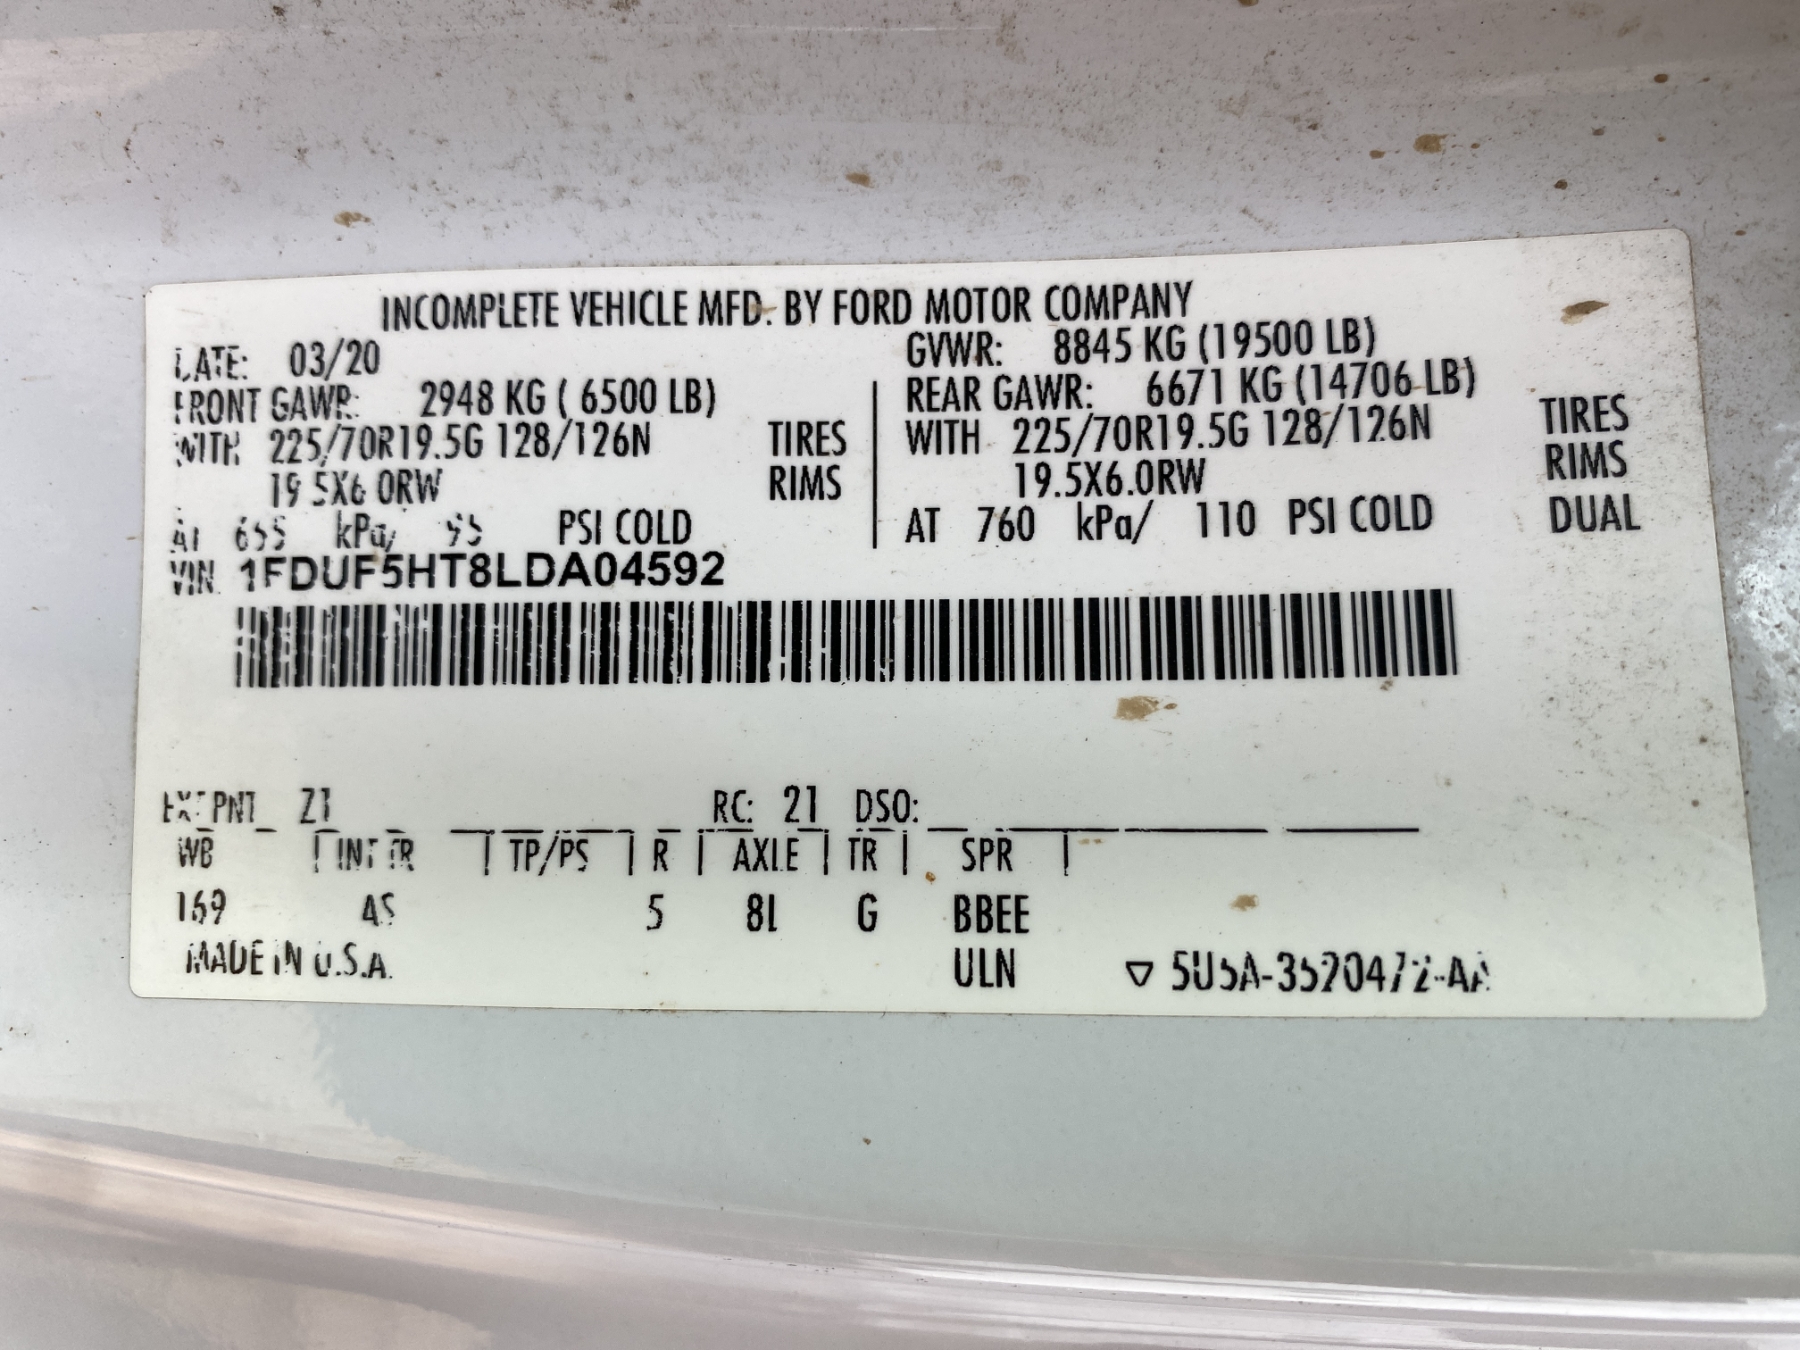 INCOMPLETE VEHICLE MFD. BY FORD MOTOR COMPANY
DATE: 03/20 GVWR: 8845 KG (19500 LB)
FRONT GAWR: 2948 KG ( 6500 LB) REAR GAWR: 6671 KG (14706 LB)
WITH 225/70R19.5G 128/126N TIRES WITH 225/70R19.5G 128/126N TIRES
19.5X6.0RW RIMS 19.5X6.0RW RIMS
AT 655 kPa/ 95 PSI COLD AT 760 kPa/ 110 PSI COLD DUAL
VIN: 1FDUF5HT8LDA04592
EXT PNT: Z1 RC: 21 DSO:
WB | INT TR | TP/PS | R | AXLE | TR | SPR |
169 AS 5 8L G BBEE
MADE IN U.S.A. ULN ▽ 5U5A-3520472-AA